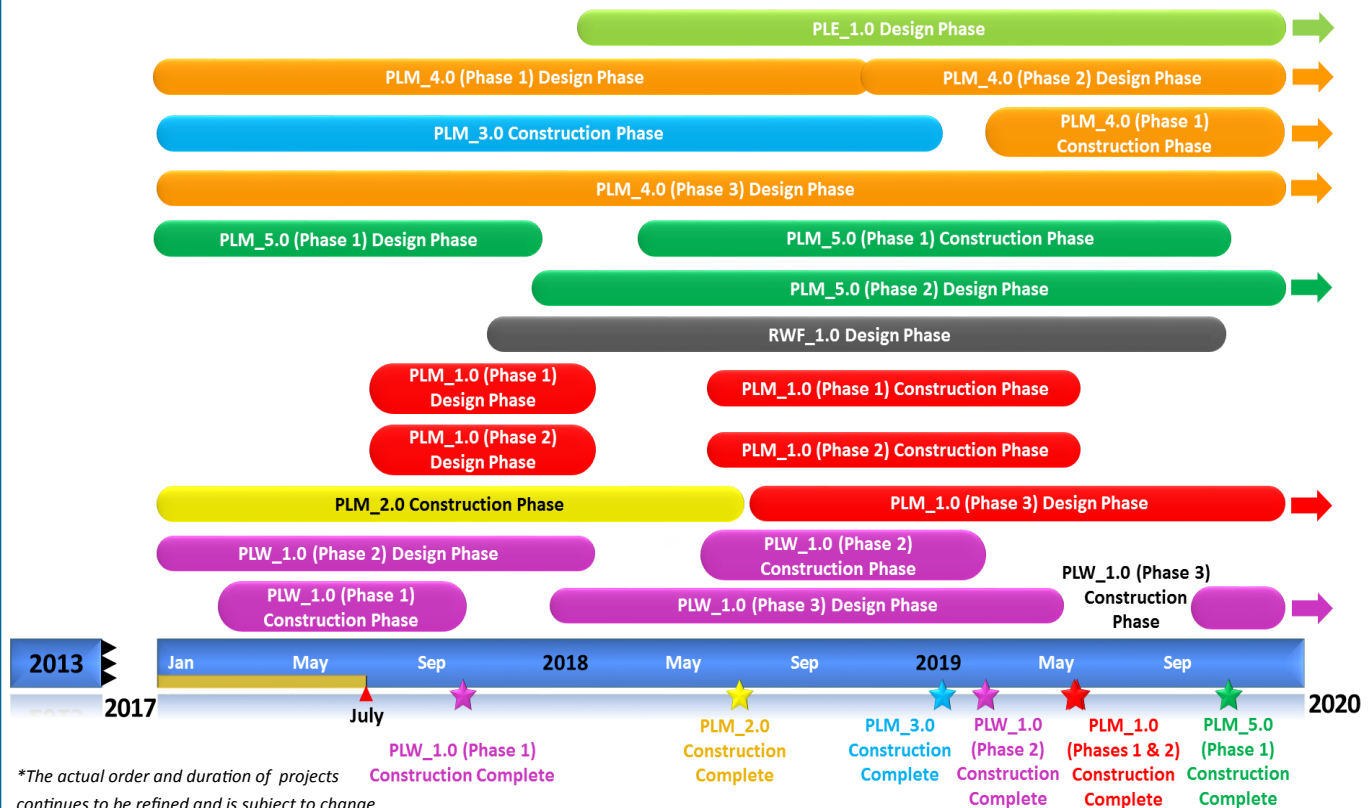 PLE_1.0 Design Phase
PLM_4.0 (Phase 1) Design Phase
PLM_4.0 (Phase 2) Design Phase
PLM_3.0 Construction Phase
PLM_4.0 (Phase 1)
Construction Phase
PLM_4.0 (Phase 3) Design Phase
PLM_5.0 (Phase 1) Design Phase
PLM_5.0 (Phase 1) Construction Phase
PLM_5.0 (Phase 2) Design Phase
RWF_1.0 Design Phase
PLM_1.0 (Phase 1)
Design Phase
PLM_1.0 (Phase 1) Construction Phase
PLM_1.0 (Phase 2)
Design Phase
PLM_1.0 (Phase 2) Construction Phase
PLM_2.0 Construction Phase
PLM_1.0 (Phase 3) Design Phase
PLW_1.0 (Phase 2) Design Phase
PLW_1.0 (Phase 2)
Construction Phase
PLW_1.0 (Phase 1)
Construction Phase
PLW_1.0 (Phase 3) Design Phase
PLW_1.0 (Phase 3)
Construction
Phase
2013
Jan
May
Sep
2018
May
Sep
2019
May
Sep
2017
July
2020
PLW_1.0 (Phase 1)
Construction Complete
PLM_2.0
Construction
Complete
PLM_3.0
Construction
Complete
PLW_1.0
(Phase 2)
Construction
Complete
PLM_1.0
(Phases 1 & 2)
Construction
Complete
PLM_5.0
(Phase 1)
Construction
Complete
*The actual order and duration of projects
continues to be refined and is subject to change